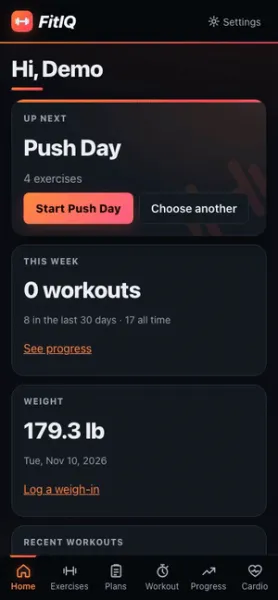 FitIQ
Settings
Hi, Demo
UP NEXT
Push Day
4 exercises
Start Push Day
Choose another
THIS WEEK
0 workouts
8 in the last 30 days · 17 all time
See progress
WEIGHT
179.3 lb
Tue, Nov 10, 2026
Log a weigh-in
RECENT WORKOUTS
Home
Exercises
Plans
Workout
Progress
Cardio